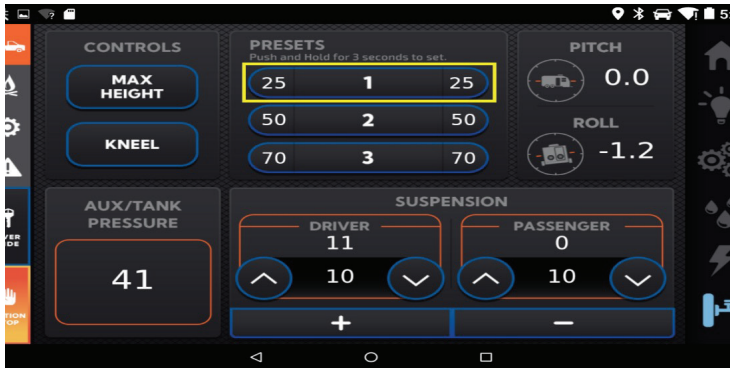 5
CONTROLS
MAX
HEIGHT
KNEEL
PRESETS
Push and Hold for 3 seconds to set.
25 1 25
50 2 50
70 3 70
PITCH
0.0
ROLL
-1.2
AUX/TANK
PRESSURE
41
SUSPENSION
DRIVER
11
10
PASSENGER
0
10
+
−